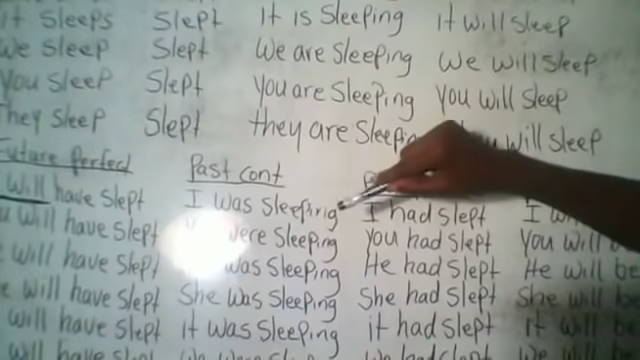 it Sleeps Slept It is Sleeping it will sleep
we sleep Slept We are Sleeping We will sleep
You sleep Slept You are Sleeping You will sleep
They Sleep Slept they are Sleeping will sleep
Future Perfect Past cont
Will have slept I was Sleeping I had slept I
will have slept were Sleeping You had slept You will
will have slept was Sleeping He had slept He will be
will have slept She was Sleeping She had slept She will
will have slept it was Sleeping it had slept it will be
will have slept